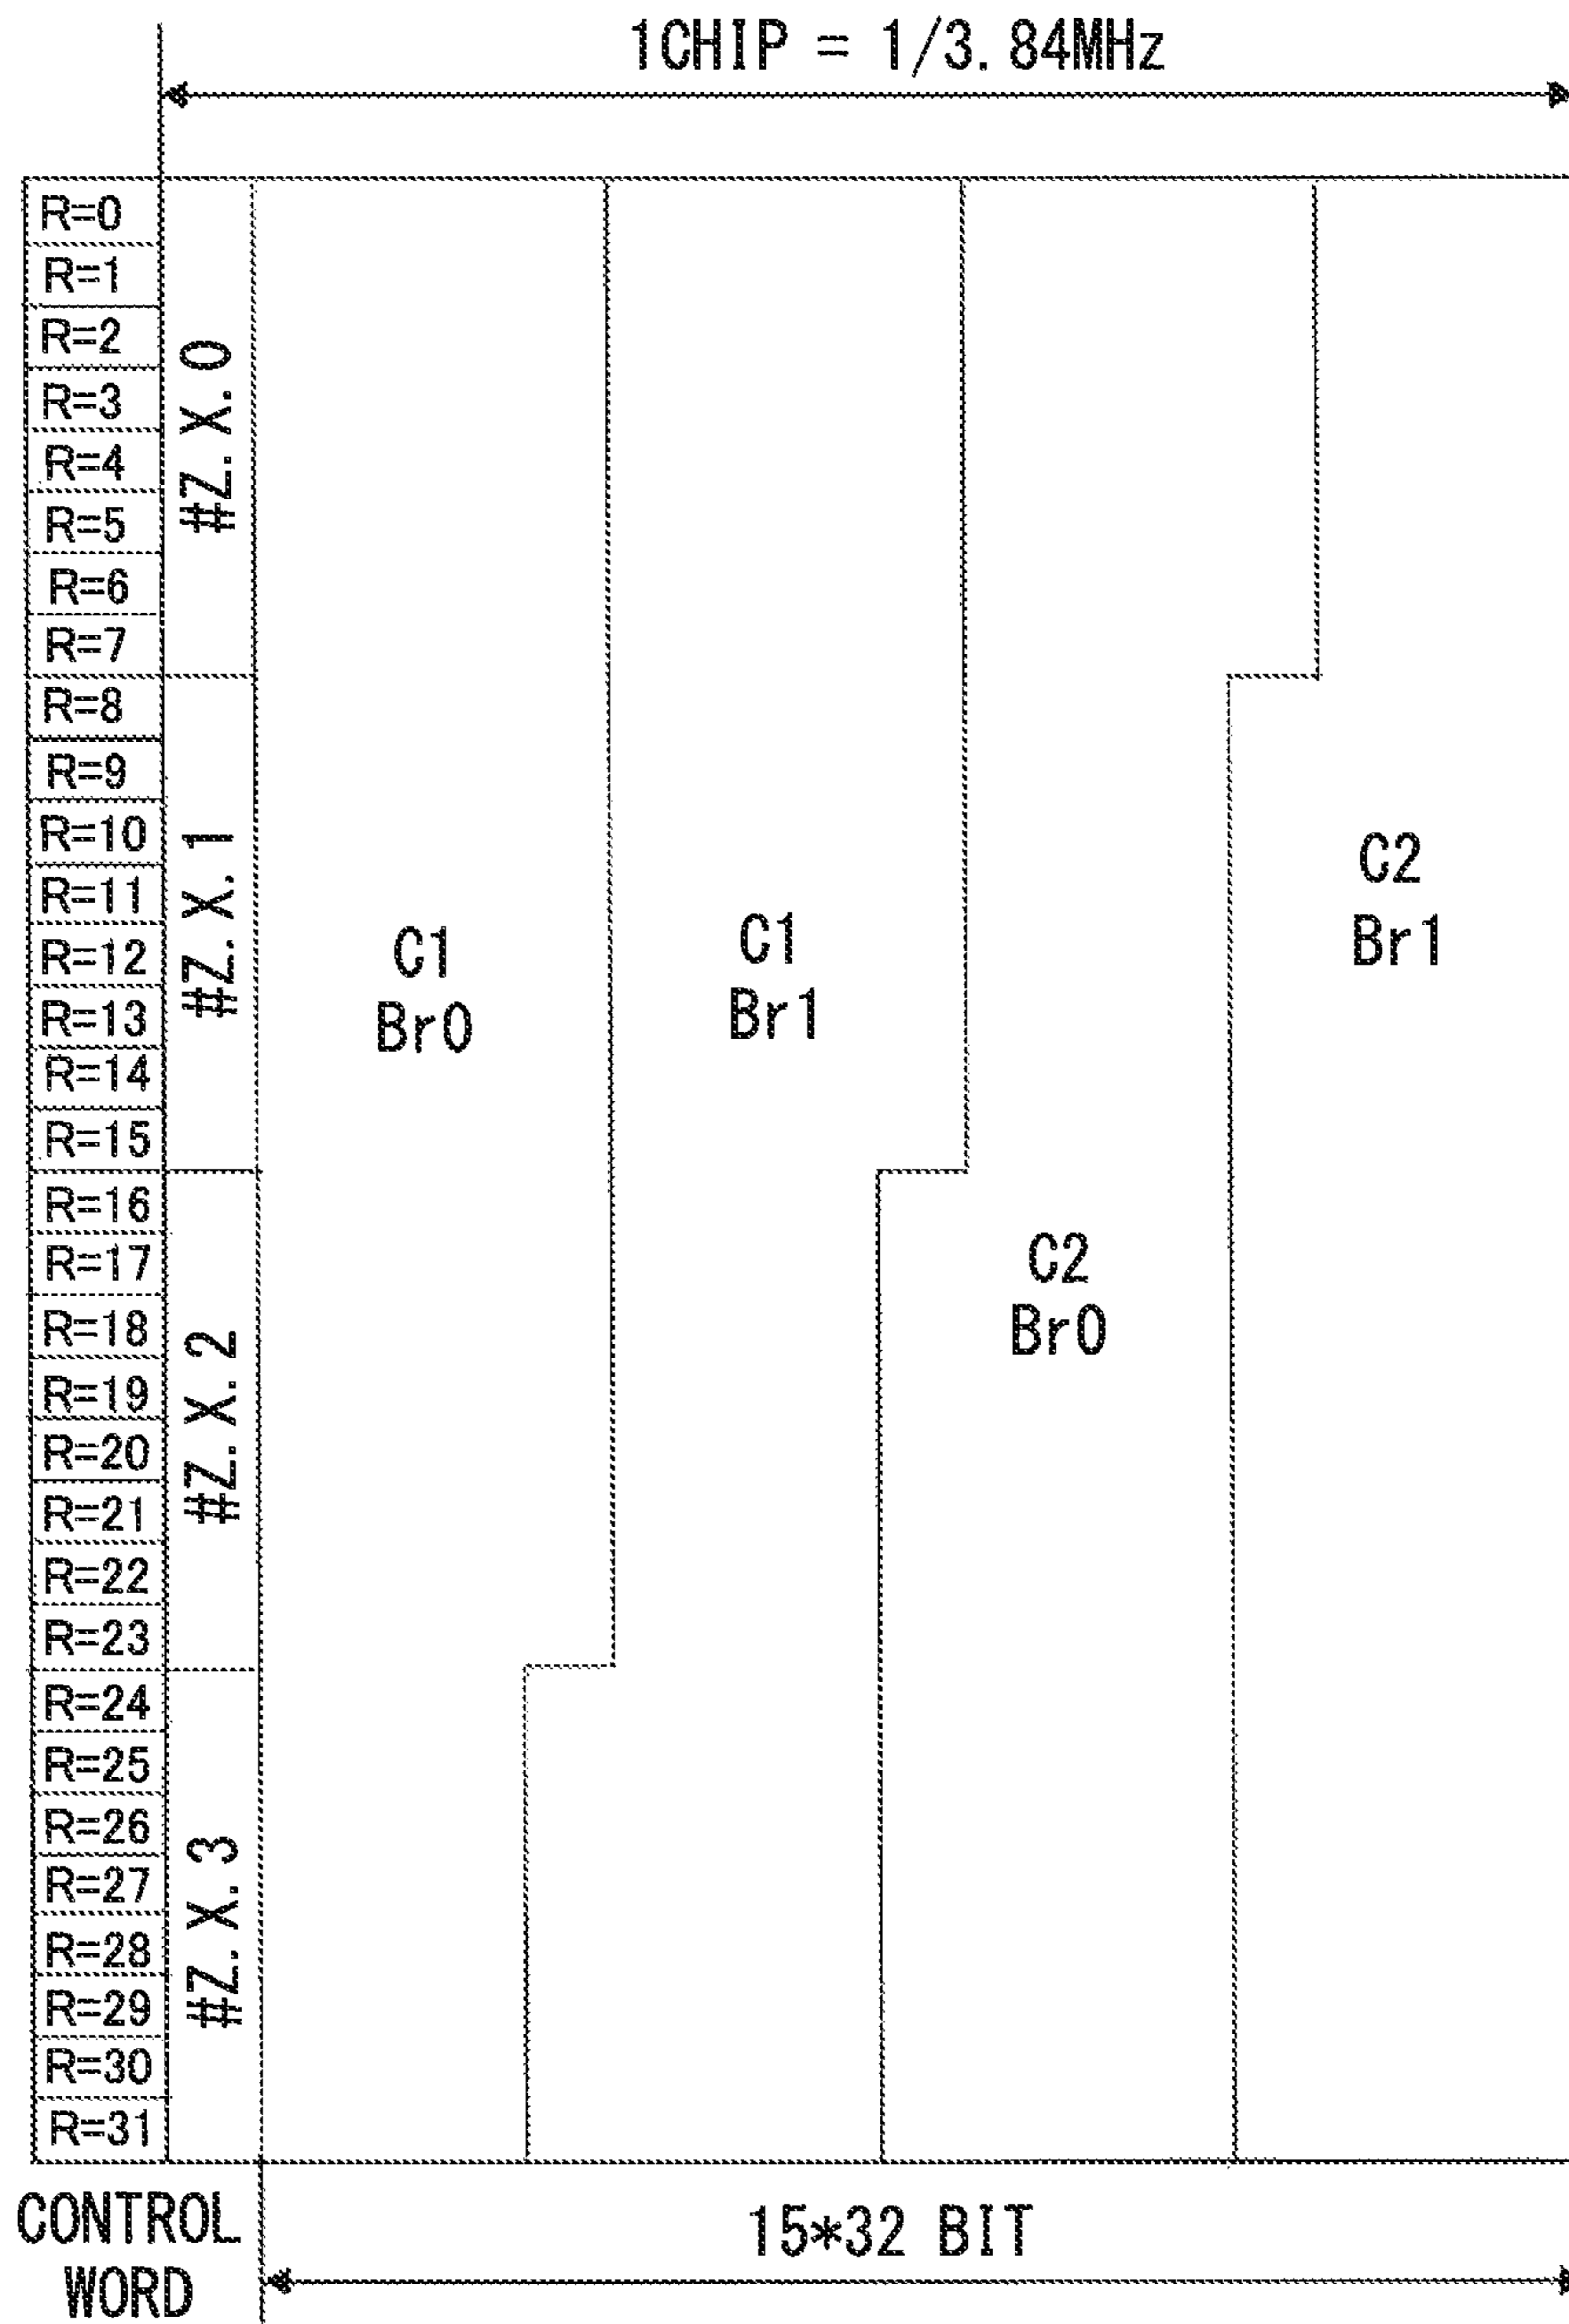 1CHIP = 1/3.84MHz
R=0
R=1
R=2
R=3
R=4
R=5
R=6
R=7
R=8
R=9
R=10
R=11
R=12
R=13
R=14
R=15
R=16
R=17
R=18
R=19
R=20
R=21
R=22
R=23
R=24
R=25
R=26
R=27
R=28
R=29
R=30
R=31
#Z.X.0
#Z.X.1
#Z.X.2
#Z.X.3
C1
Br0
C1
Br1
C2
Br0
C2
Br1
CONTROL
WORD
15*32 BIT